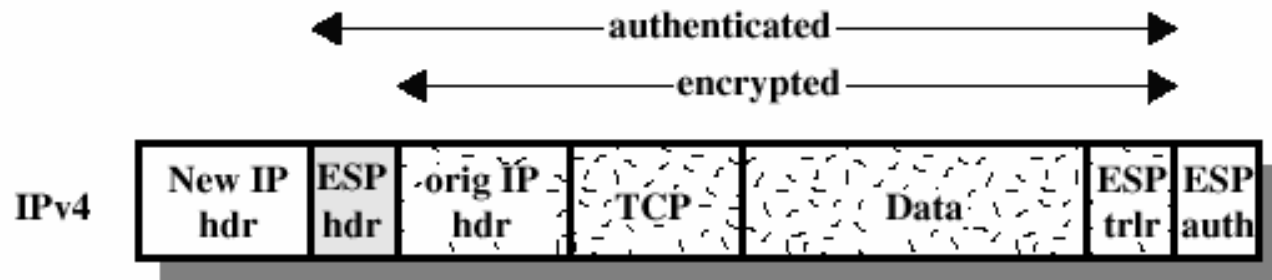 authenticated
encrypted
IPv4
New IP hdr
ESP hdr
orig IP hdr
TCP
Data
ESP trlr
ESP auth